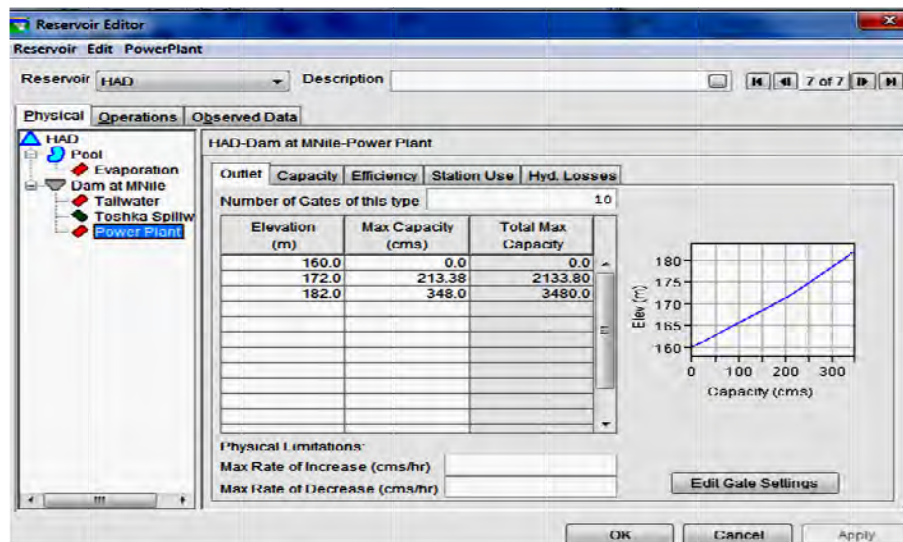 Reservoir Editor
Reservoir Edit PowerPlant
Reservoir HAD Description 7 of 7
Physical Operations Observed Data
HAD
Pool
Evaporation
Dam at MNile
Tailwater
Toshka Spillw
Power Plant
HAD-Dam at MNile-Power Plant
Outlet Capacity Efficiency Station Use Hyd. Losses
Number of Gates of this type 10
Elevation (m) Max Capacity (cms) Total Max Capacity
160.0 0.0 0.0
172.0 213.38 2133.80
182.0 348.0 3480.0
Elev (m)
180
175
170
165
160
0 100 200 300
Capacity (cms)
Physical Limitations:
Max Rate of Increase (cms/hr)
Max Rate of Decrease (cms/hr)
Edit Gate Settings
OK Cancel Apply